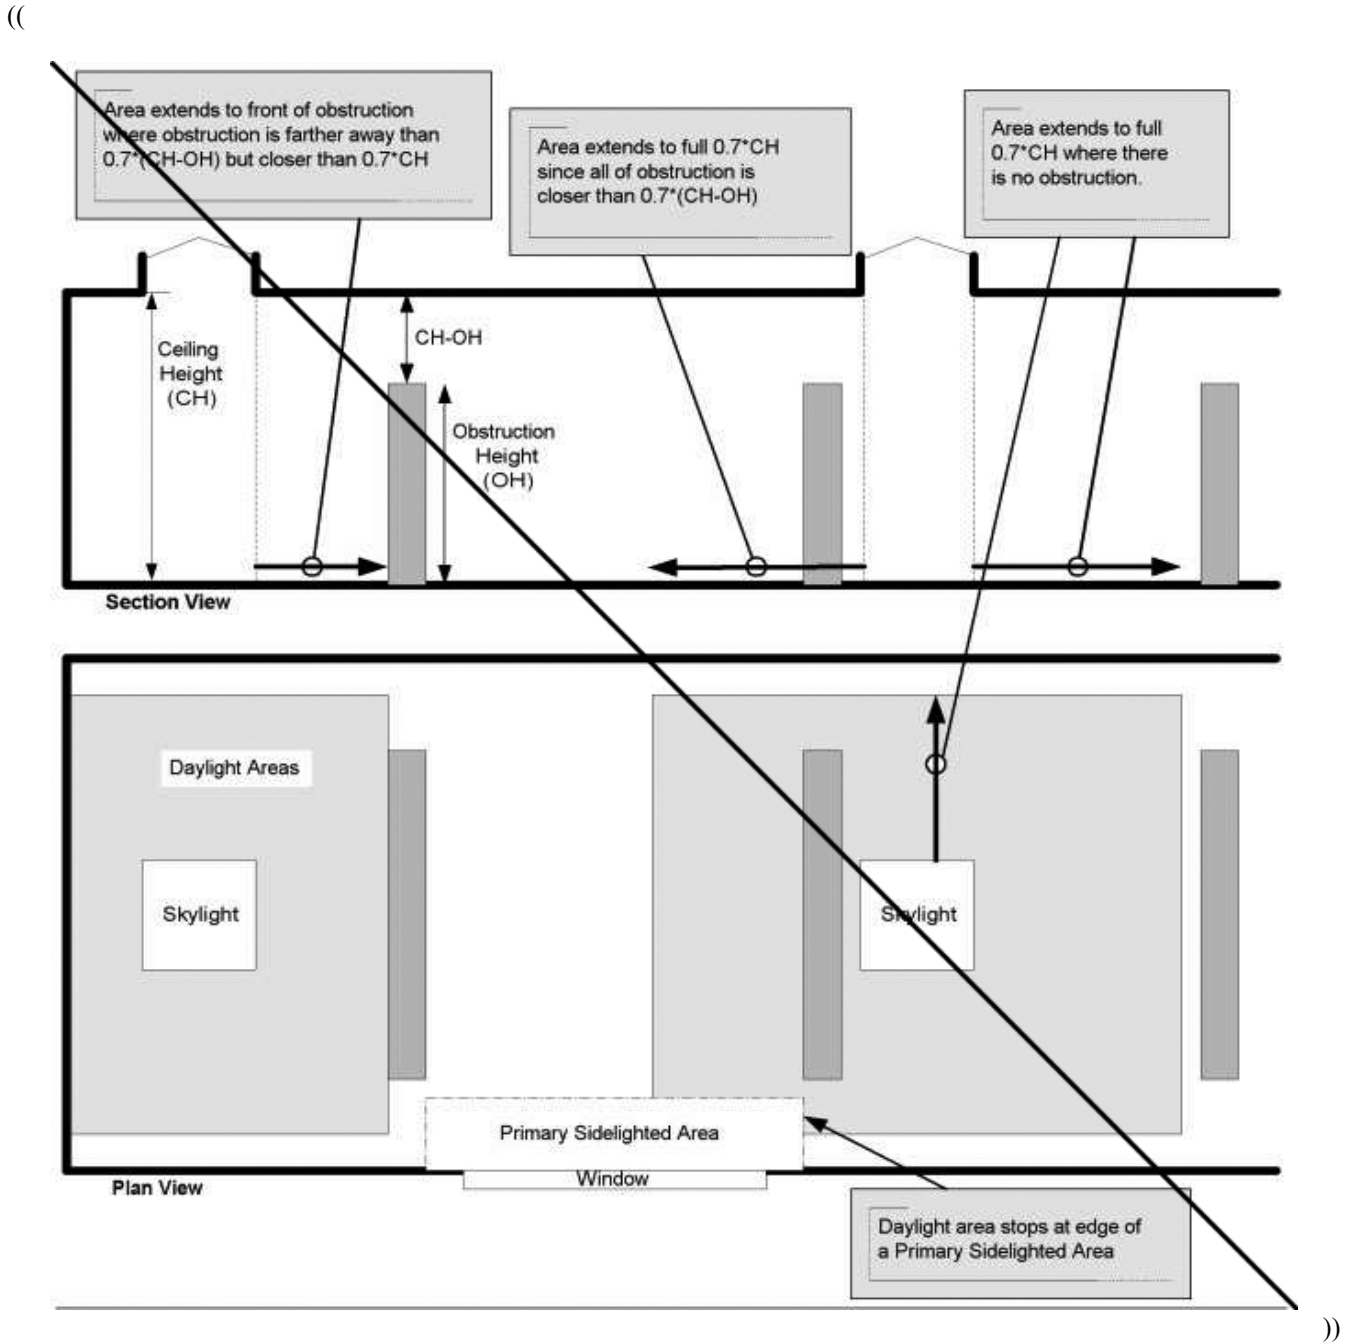 ((
Area extends to front of obstruction
where obstruction is farther away than
0.7*(CH-OH) but closer than 0.7*CH
Area extends to full 0.7*CH
since all of obstruction is
closer than 0.7*(CH-OH)
Area extends to full
0.7*CH where there
is no obstruction.
CH-OH
Ceiling
Height
(CH)
Obstruction
Height
(OH)
Section View
Daylight Areas
Skylight
Skylight
Primary Sidelighted Area
Window
Plan View
Daylight area stops at edge of
a Primary Sidelighted Area
))